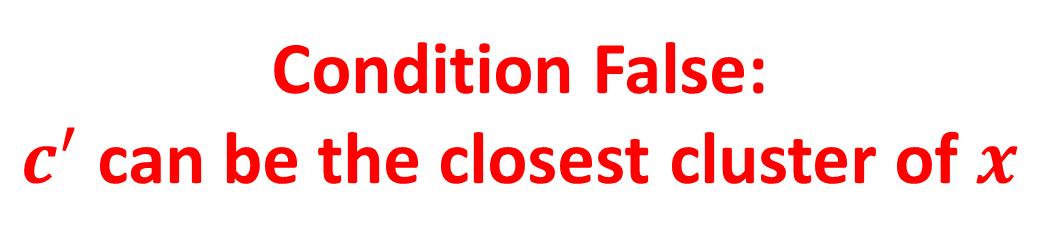 Condition False:
c′ can be the closest cluster of x